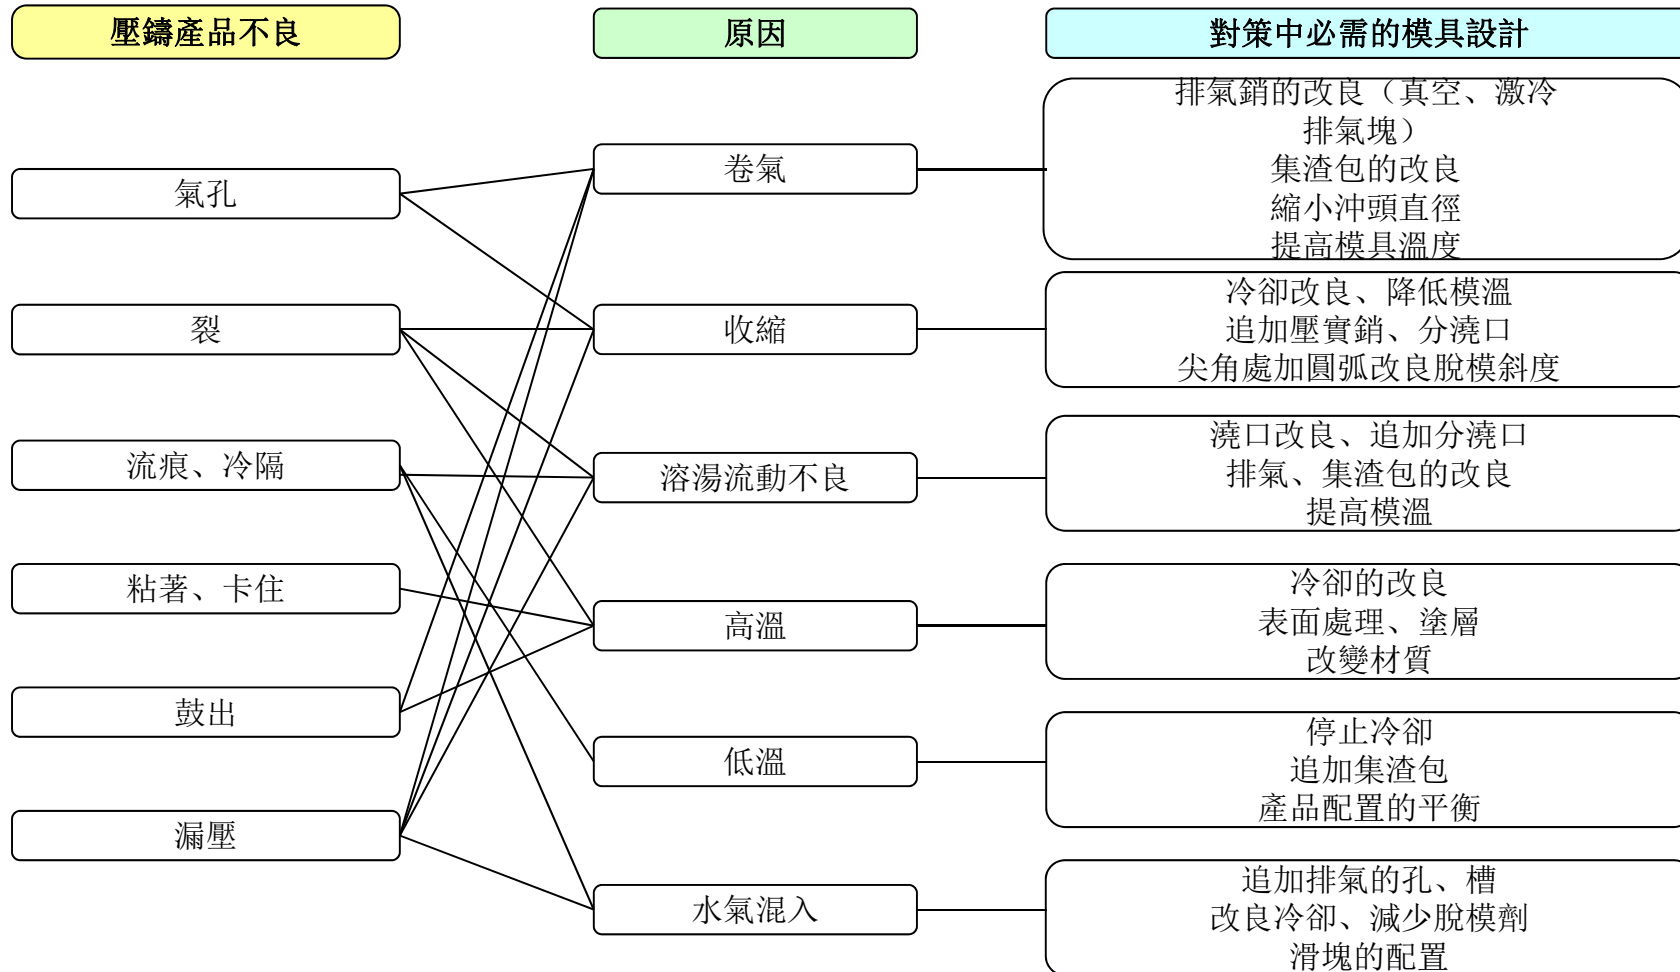 壓鑄產品不良
原因
對策中必需的模具設計
排氣銷的改良（真空、激冷
排氣塊）
集渣包的改良
縮小沖頭直徑
提高模具溫度
卷氣
氣孔
冷卻改良、降低模溫
追加壓實銷、分澆口
尖角處加圓弧改良脫模斜度
裂
收縮
澆口改良、追加分澆口
排氣、集渣包的改良
提高模溫
流痕、冷隔
溶湯流動不良
冷卻的改良
表面處理、塗層
改變材質
粘著、卡住
高溫
鼓出
停止冷卻
追加集渣包
產品配置的平衡
低溫
漏壓
追加排氣的孔、槽
改良冷卻、減少脫模劑
滑塊的配置
水氣混入